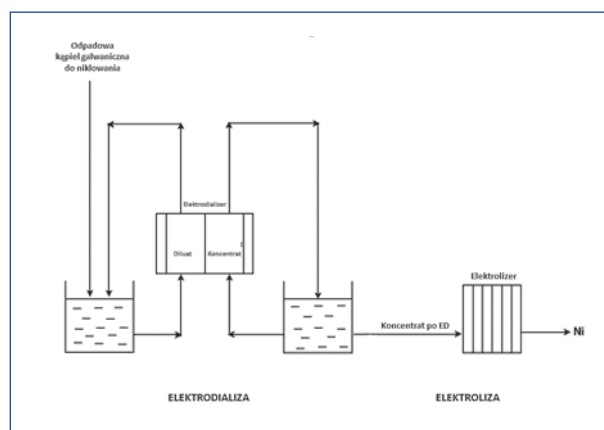 Odpadowa
kąpiel galwaniczna
do niklowania
Elektrodializer
Diluat
Koncentrat
Elektrolizer
Koncentrat po ED
Ni
ELEKTRODIALIZA
ELEKTROLIZA